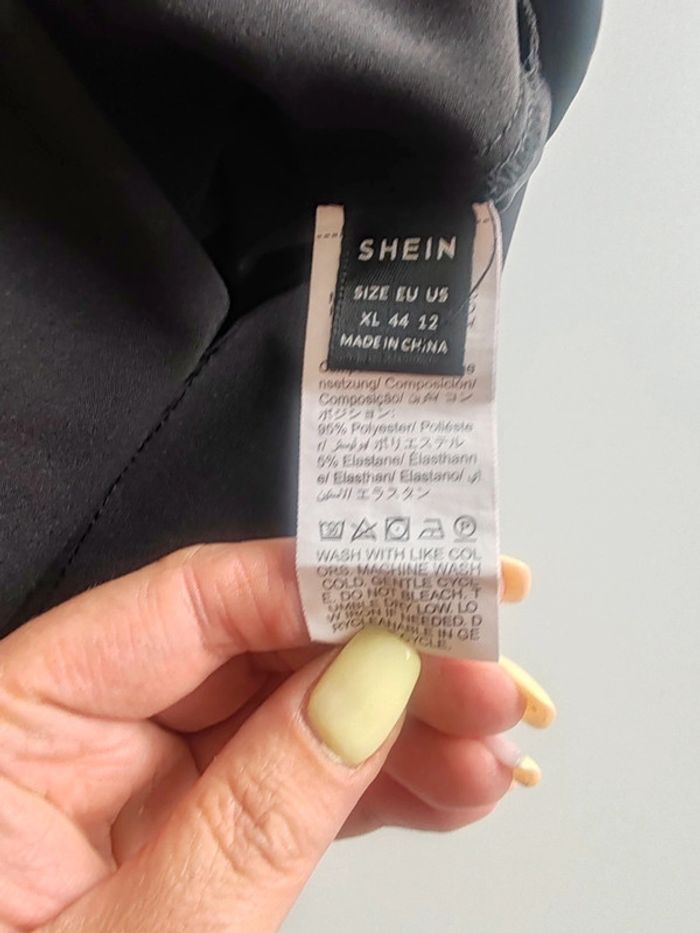 SHEIN
SIZE EU US
XL 44 12
MADE IN CHINA
nsetzung/ Composición/
Composição/
ポジション:
95% Polyester/ Polieste
r/ ポリエステル
5% Elastane/ Élasthann
e/ Elasthan/ Elastano/
エラスタン
WASH WITH LIKE COL
ORS. MACHINE WASH
COLD. GENTLE CYCL
E. DO NOT BLEACH. T
UMBLE DRY LOW. LO
W IRON IF NEEDED. D
RYCLEANABLE IN GE
CYCLE.